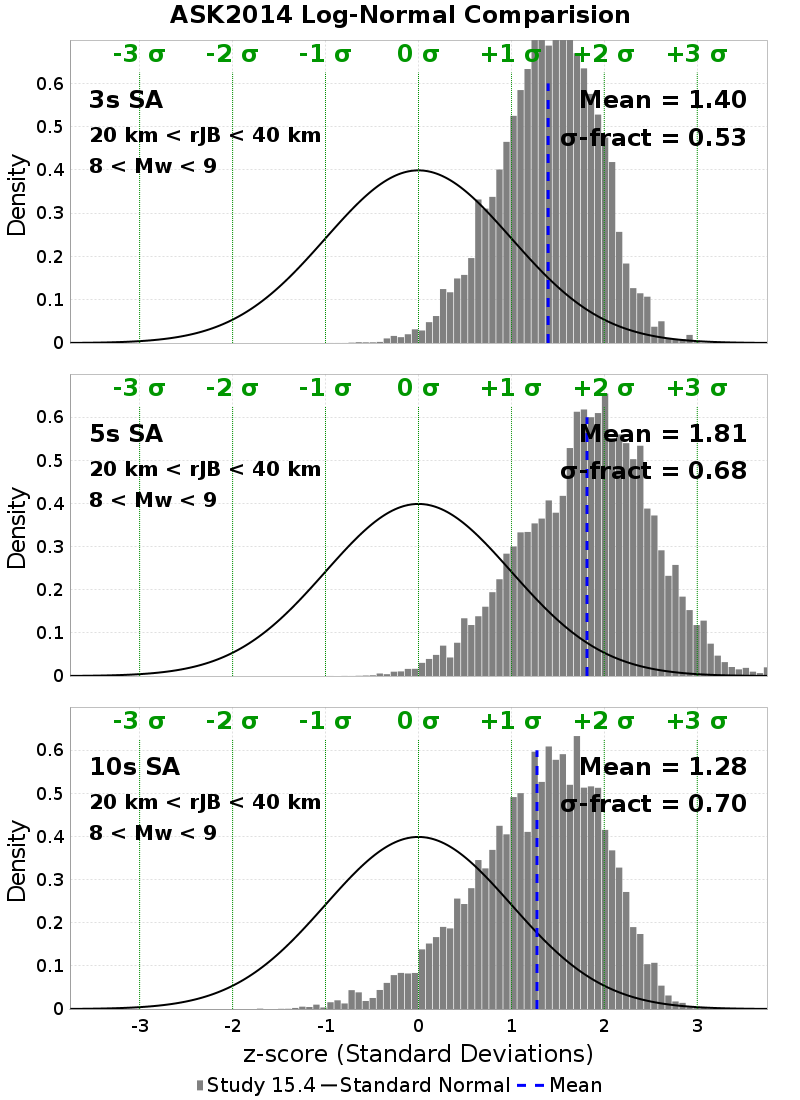 ASK2014 Log-Normal Comparision
-3 σ -2 σ -1 σ 0 σ +1 σ +2 σ +3 σ
3s SA
Mean = 1.40
20 km < rJB < 40 km
σ-fract = 0.53
8 < Mw < 9
Density
0.6
0.5
0.4
0.3
0.2
0.1
0
-3 σ -2 σ -1 σ 0 σ +1 σ +2 σ +3 σ
5s SA
Mean = 1.81
20 km < rJB < 40 km
σ-fract = 0.68
8 < Mw < 9
Density
0.6
0.5
0.4
0.3
0.2
0.1
0
-3 σ -2 σ -1 σ 0 σ +1 σ +2 σ +3 σ
10s SA
Mean = 1.28
20 km < rJB < 40 km
σ-fract = 0.70
8 < Mw < 9
Density
0.6
0.5
0.4
0.3
0.2
0.1
0
-3 -2 -1 0 1 2 3
z-score (Standard Deviations)
Study 15.4 Standard Normal Mean